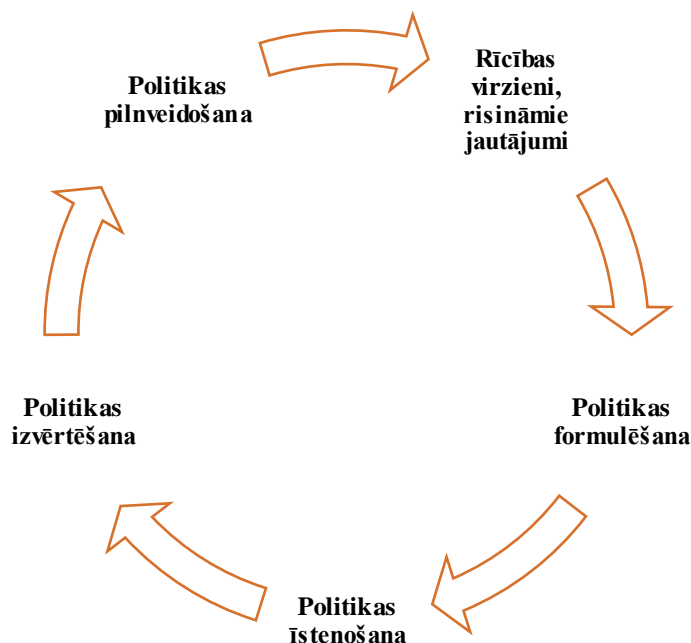 Politikas
pilnveidošana
Rīcības
virzieni,
risināmie
jautājumi
Politikas
formulēšana
Politikas
īstenošana
Politikas
izvērtēšana